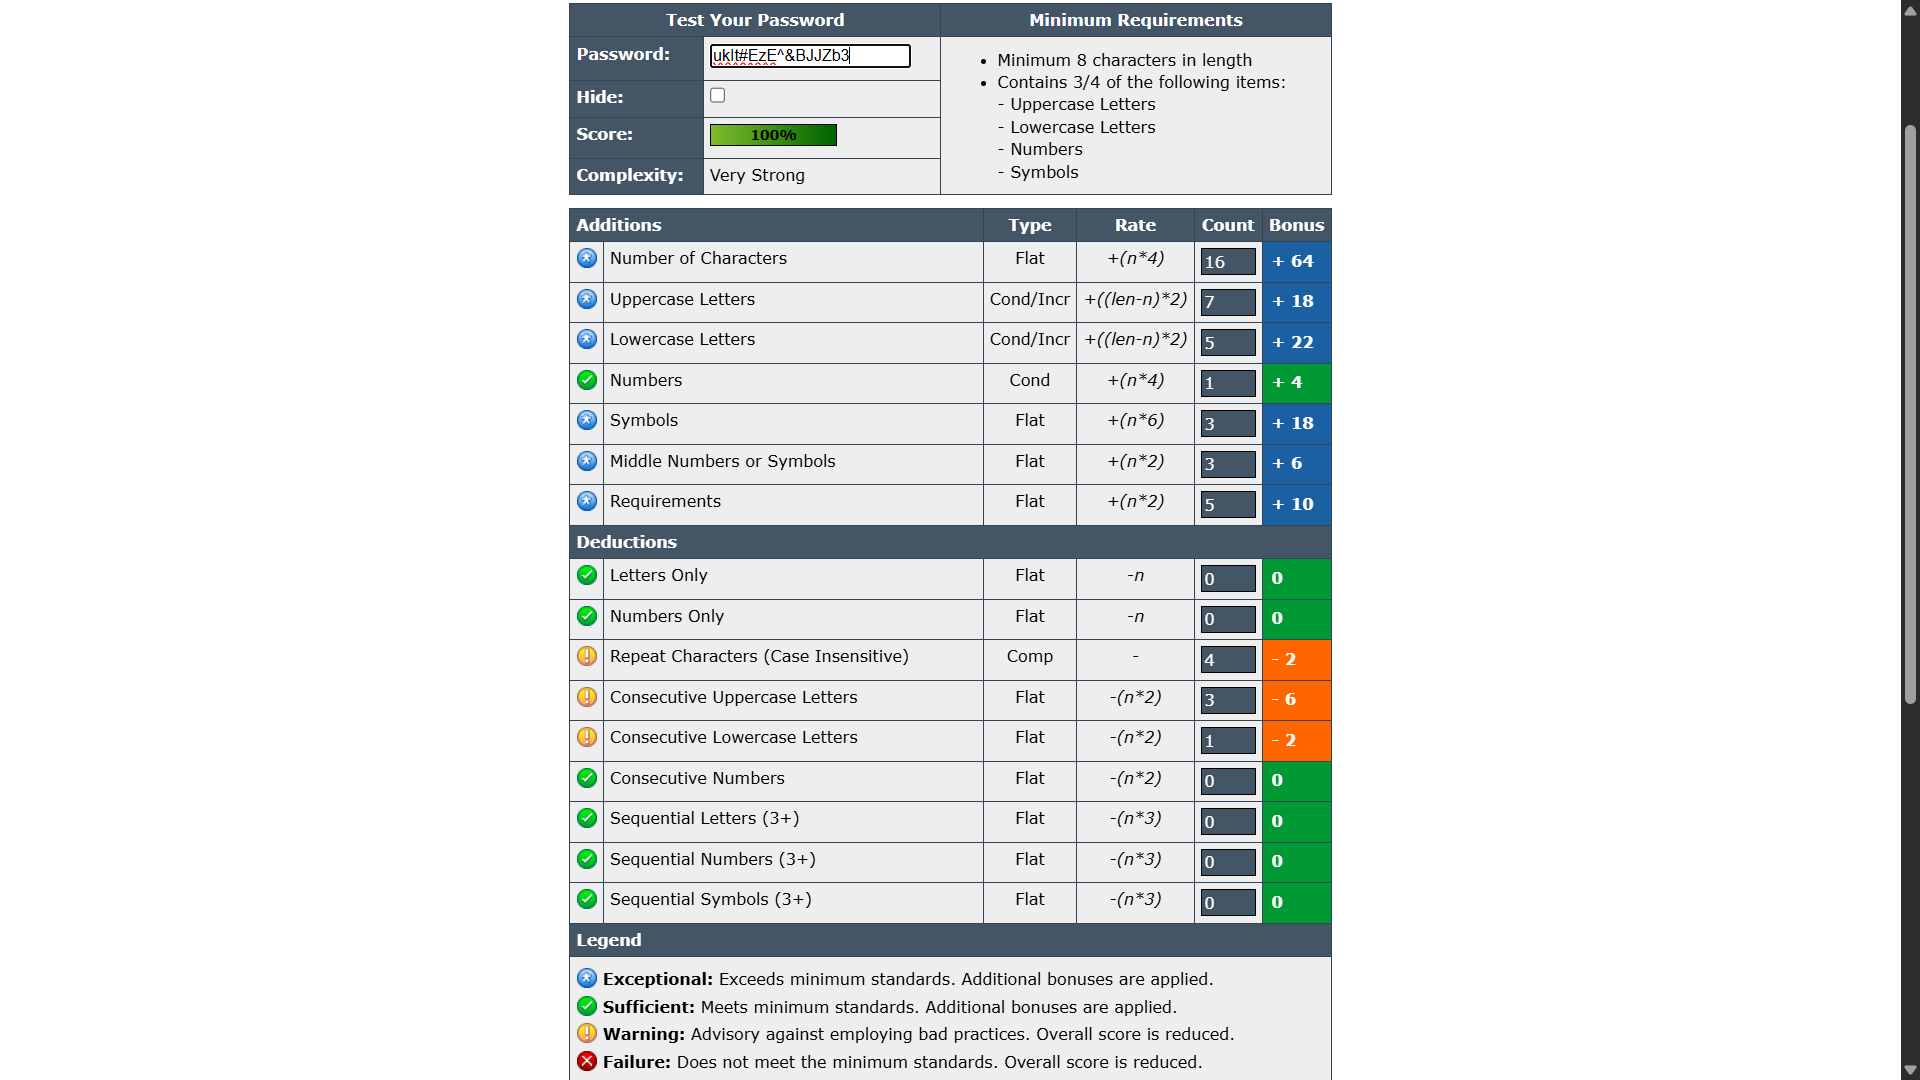 Test Your Password
Minimum Requirements
Password: ukIt#EzE^&BJJZb3
Hide:
Score: 100%
Complexity: Very Strong
• Minimum 8 characters in length
• Contains 3/4 of the following items:
- Uppercase Letters
- Lowercase Letters
- Numbers
- Symbols
Additions Type Rate Count Bonus
Number of Characters Flat +(n*4) 16 + 64
Uppercase Letters Cond/Incr +((len-n)*2) 7 + 18
Lowercase Letters Cond/Incr +((len-n)*2) 5 + 22
Numbers Cond +(n*4) 1 + 4
Symbols Flat +(n*6) 3 + 18
Middle Numbers or Symbols Flat +(n*2) 3 + 6
Requirements Flat +(n*2) 5 + 10
Deductions
Letters Only Flat -n 0 0
Numbers Only Flat -n 0 0
Repeat Characters (Case Insensitive) Comp - 4 - 2
Consecutive Uppercase Letters Flat -(n*2) 3 - 6
Consecutive Lowercase Letters Flat -(n*2) 1 - 2
Consecutive Numbers Flat -(n*2) 0 0
Sequential Letters (3+) Flat -(n*3) 0 0
Sequential Numbers (3+) Flat -(n*3) 0 0
Sequential Symbols (3+) Flat -(n*3) 0 0
Legend
Exceptional: Exceeds minimum standards. Additional bonuses are applied.
Sufficient: Meets minimum standards. Additional bonuses are applied.
Warning: Advisory against employing bad practices. Overall score is reduced.
Failure: Does not meet the minimum standards. Overall score is reduced.